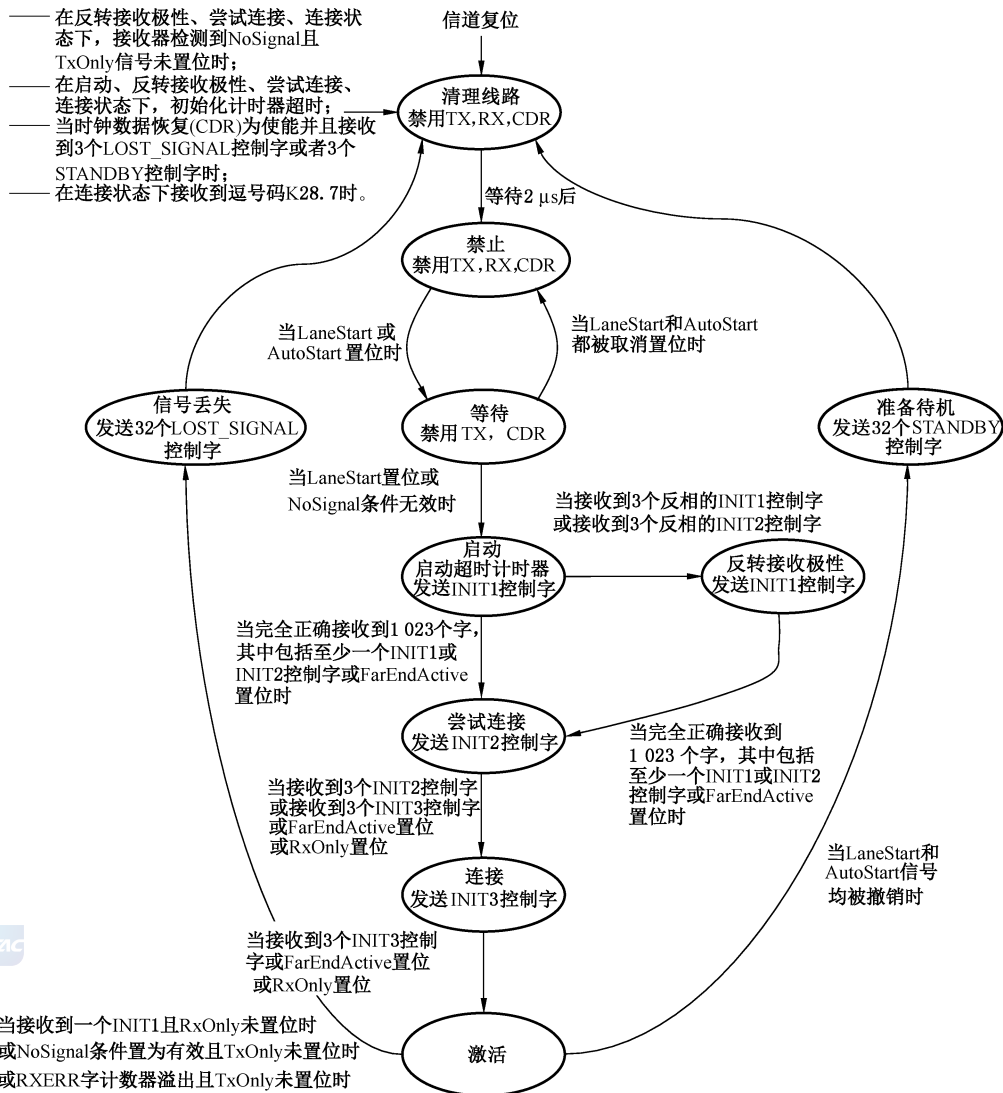 —— 在反转接收极性、尝试连接、连接状
态下，接收器检测到NoSignal且
TxOnly信号未置位时；
—— 在启动、反转接收极性、尝试连接、
连接状态下，初始化计时器超时；
—— 当时钟数据恢复(CDR)为使能并且接收
到3个LOST_SIGNAL控制字或者3个
STANDBY控制字时；
—— 在连接状态下接收到逗号码K28.7时。
信道复位
清理线路
禁用TX,RX,CDR
等待2 μs后
禁止
禁用TX,RX,CDR
当LaneStart 或
AutoStart 置位时
当LaneStart和AutoStart
都被取消置位时
信号丢失
发送32个LOST_SIGNAL
控制字
等待
禁用TX，CDR
准备待机
发送32个STANDBY
控制字
当LaneStart置位或
NoSignal条件无效时
当接收到3个反相的INIT1控制字
或接收到3个反相的INIT2控制字
启动
启动超时计时器
发送INIT1控制字
反转接收极性
发送INIT1控制字
当完全正确接收到1 023个字，
其中包括至少一个INIT1或
INIT2控制字或FarEndActive
置位时
尝试连接
发送INIT2控制字
当完全正确接收到
1 023 个字，其中包括
至少一个INIT1或INIT2
控制字或FarEndActive
置位时
当接收到3个INIT2控制字
或接收到3个INIT3控制字
或FarEndActive置位
或RxOnly置位
连接
发送INIT3控制字
当LaneStart和
AutoStart信号
均被撤销时
当接收到3个INIT3控制
字或FarEndActive置位
或RxOnly置位
激活
当接收到一个INIT1且RxOnly未置位时
或NoSignal条件置为有效且TxOnly未置位时
或RXERR字计数器溢出且TxOnly未置位时